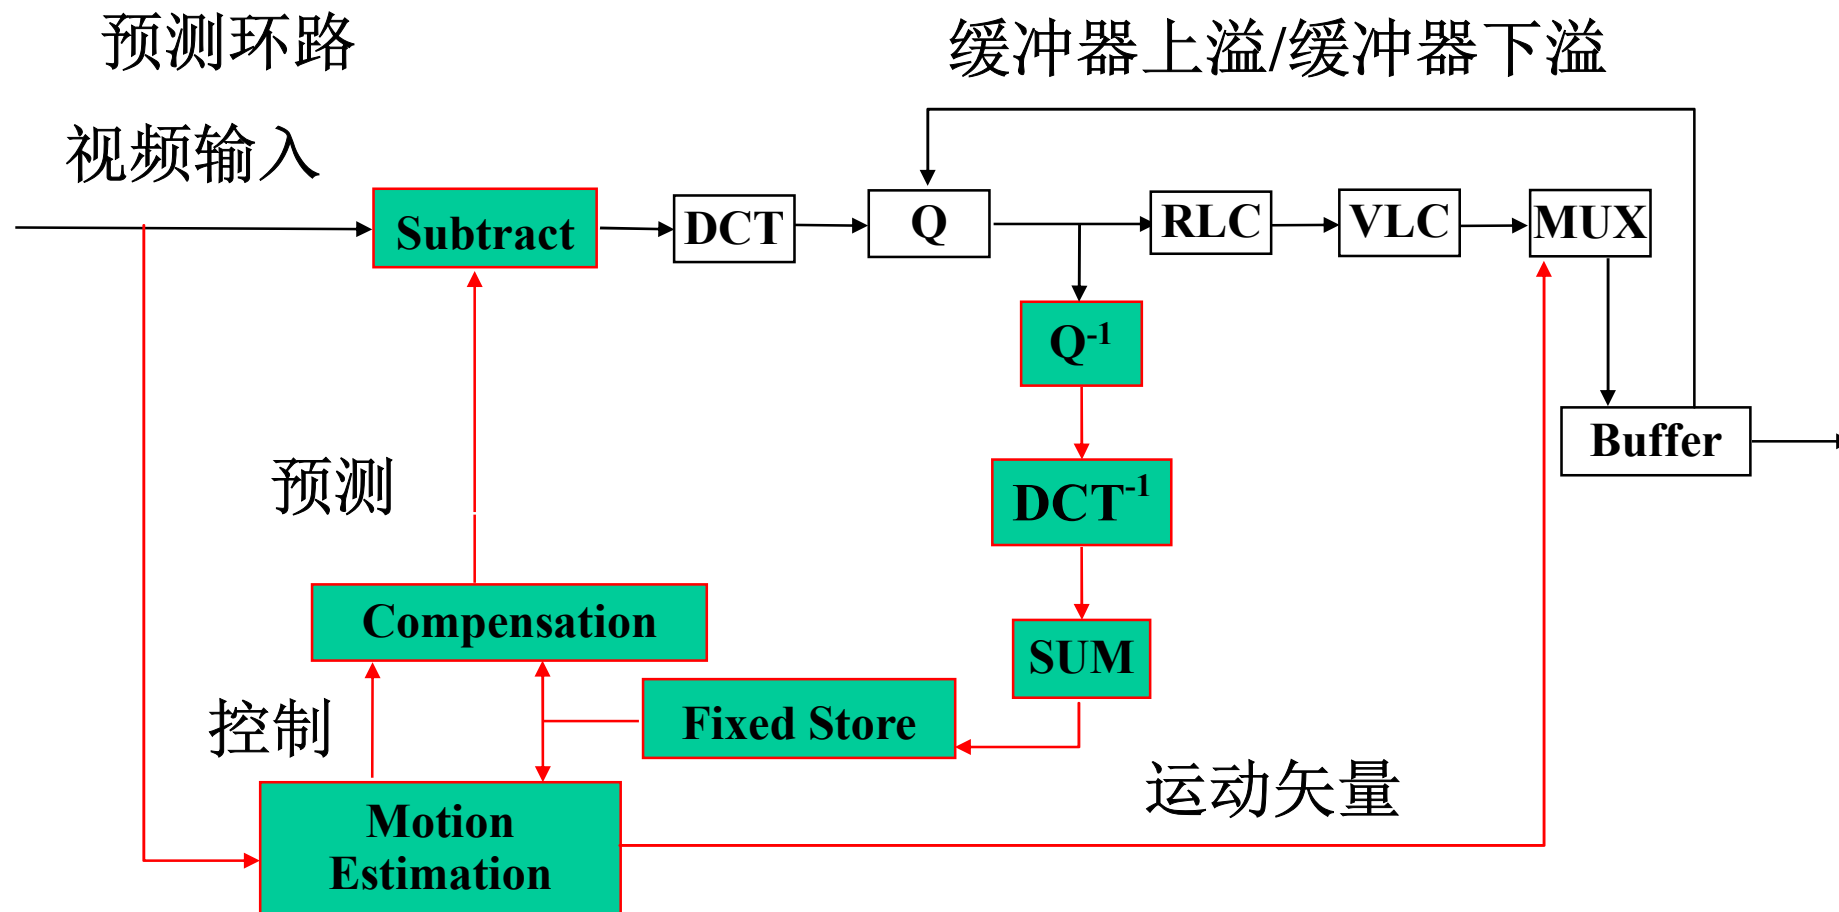 预测环路
缓冲器上溢/缓冲器下溢
视频输入
Subtract
DCT
Q
RLC
VLC
MUX
Q-1
Buffer
预测
DCT-1
Compensation
SUM
控制
Fixed Store
运动矢量
Motion
Estimation